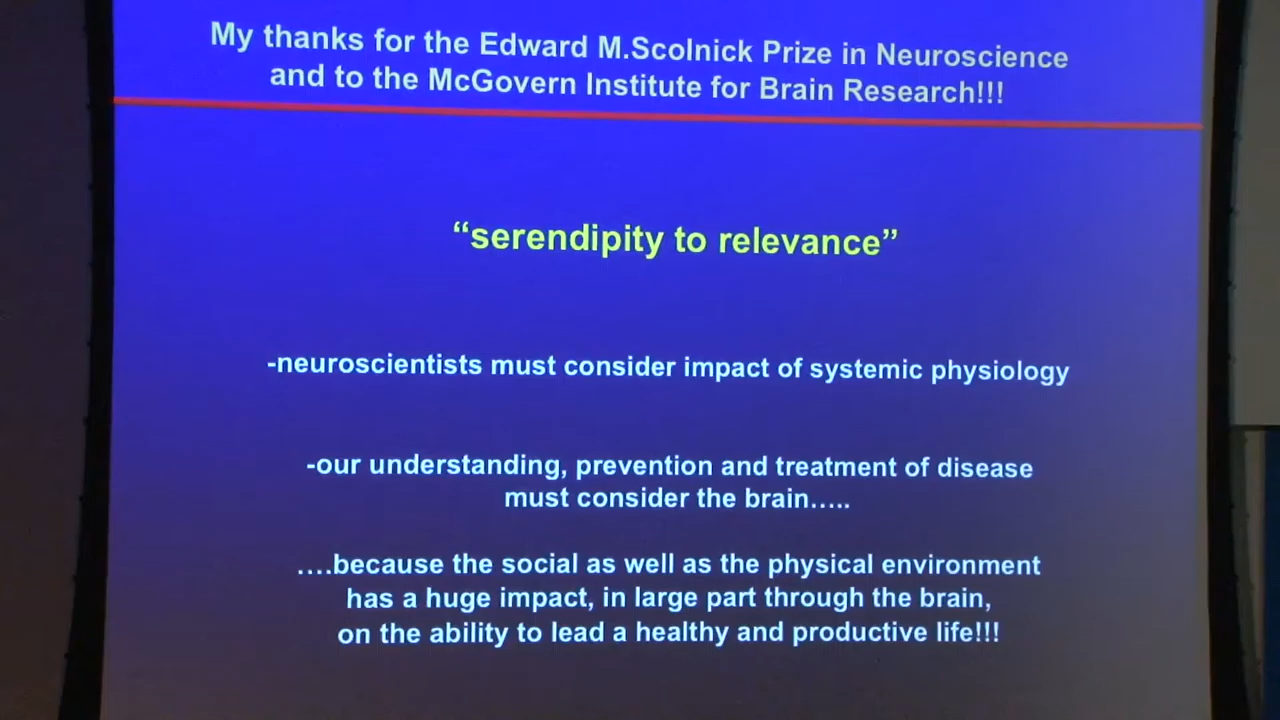 My thanks for the Edward M.Scolnick Prize in Neuroscience
and to the McGovern Institute for Brain Research!!!
“serendipity to relevance”
-neuroscientists must consider impact of systemic physiology
-our understanding, prevention and treatment of disease
must consider the brain…..
….because the social as well as the physical environment
has a huge impact, in large part through the brain,
on the ability to lead a healthy and productive life!!!